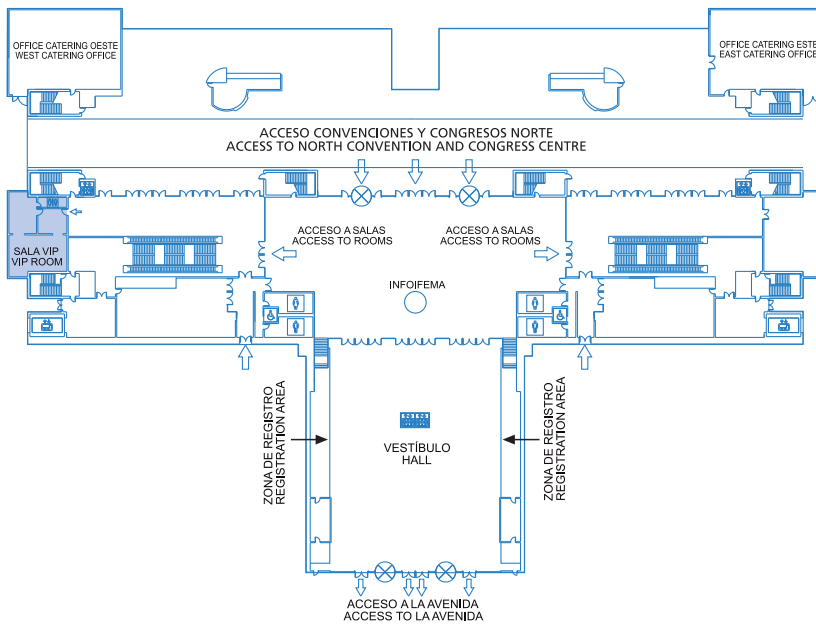 OFFICE CATERING OESTE
WEST CATERING OFFICE
OFFICE CATERING ESTE
EAST CATERING OFFICE
ACCESO CONVENCIONES Y CONGRESOS NORTE
ACCESS TO NORTH CONVENTION AND CONGRESS CENTRE
ACCESO A SALAS
ACCESS TO ROOMS
ACCESO A SALAS
ACCESS TO ROOMS
SALA VIP
VIP ROOM
INFOIFEMA
ZONA DE REGISTRO
REGISTRATION AREA
VESTÍBULO
HALL
ZONA DE REGISTRO
REGISTRATION AREA
ACCESO A LA AVENIDA
ACCESS TO LA AVENIDA